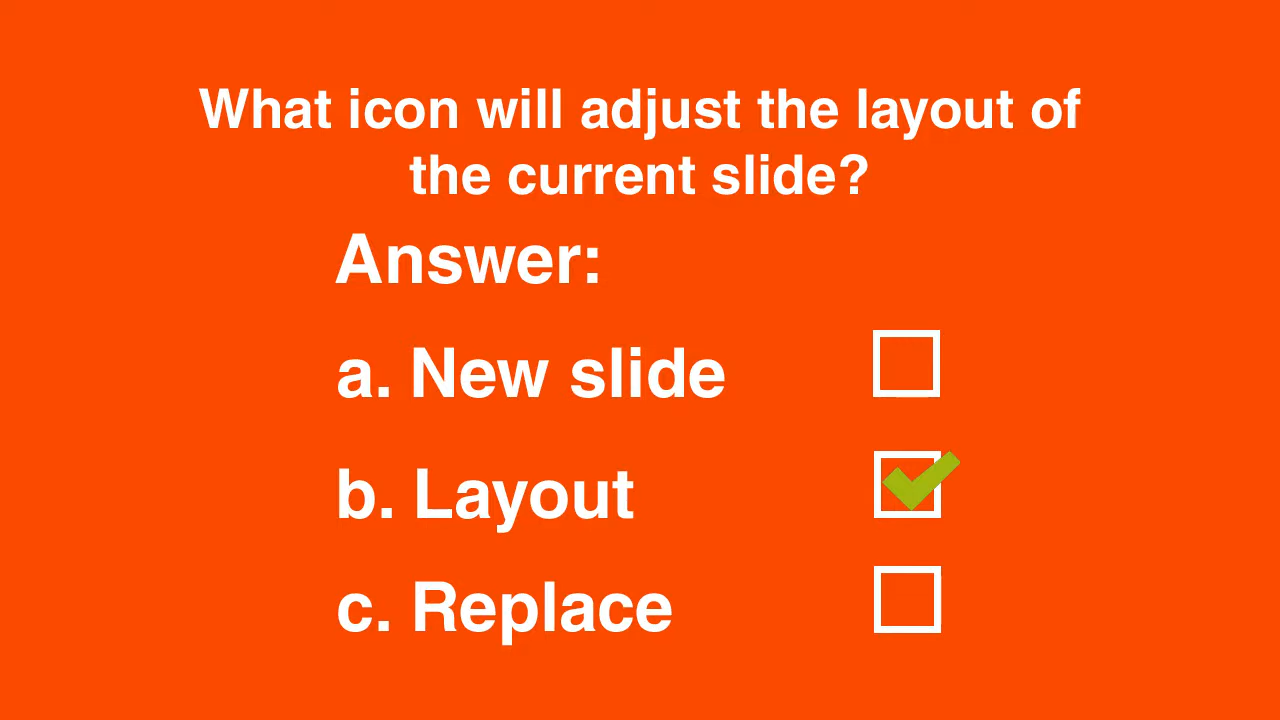 What icon will adjust the layout of
the current slide?
Answer:
a. New slide
b. Layout
c. Replace